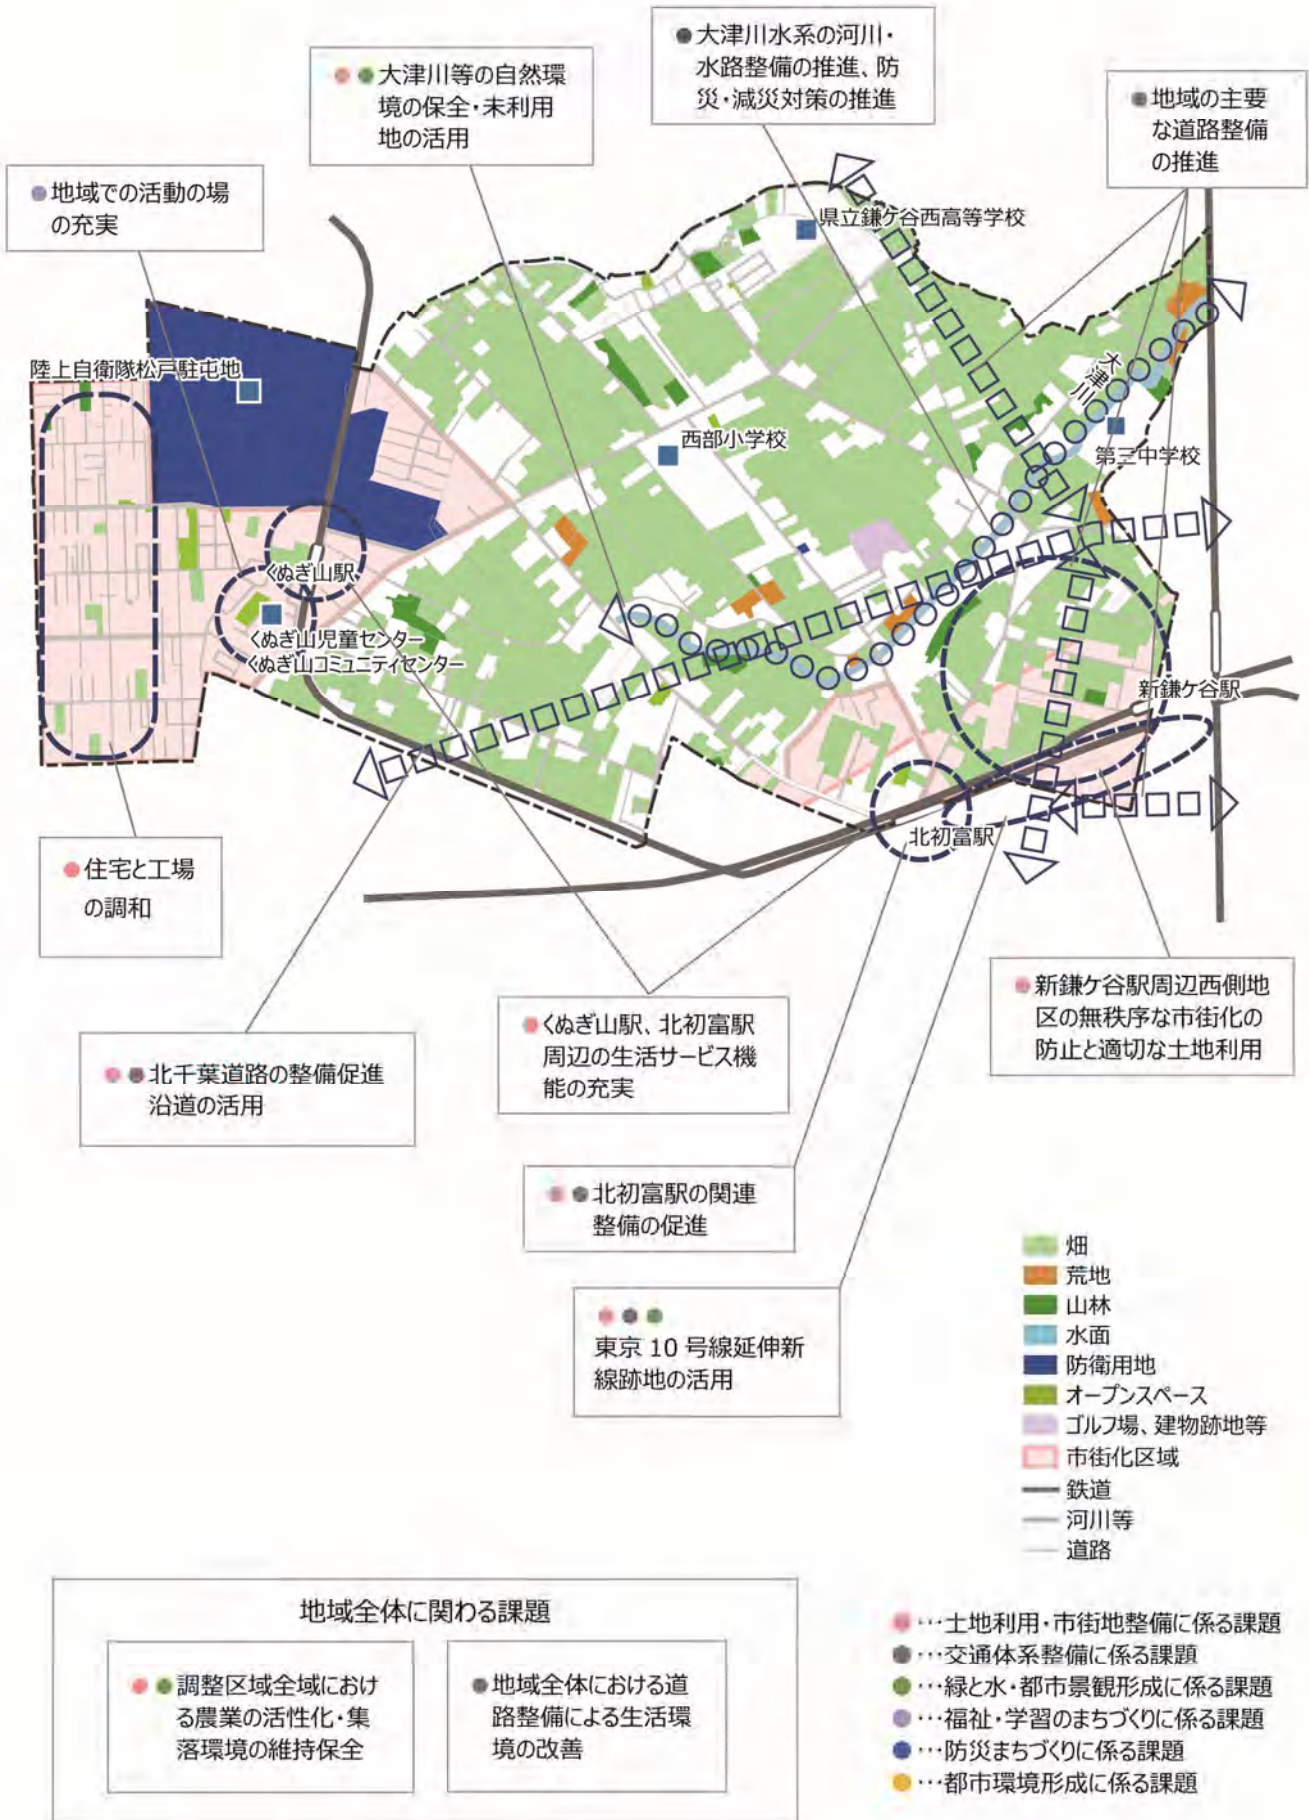 ●大津川水系の河川・
水路整備の推進、防
災・減災対策の推進
●●大津川等の自然環
境の保全・未利用
地の活用
●地域の主要
な道路整備
の推進
●地域での活動の場
の充実
県立鎌ケ谷西高等学校
陸上自衛隊松戸駐屯地
大津川
西部小学校
第三中学校
くぬぎ山駅
くぬぎ山児童センター
くぬぎ山コミュニティセンター
新鎌ケ谷駅
北初富駅
●住宅と工場
の調和
●新鎌ケ谷駅周辺西側地
区の無秩序な市街化の
防止と適切な土地利用
●くぬぎ山駅、北初富駅
周辺の生活サービス機
能の充実
●●北千葉道路の整備促進
沿道の活用
●●北初富駅の関連
整備の促進
●●●
東京 10 号線延伸新
線跡地の活用
畑
荒地
山林
水面
防衛用地
オープンスペース
ゴルフ場、建物跡地等
市街化区域
鉄道
河川等
道路
地域全体に関わる課題
●●調整区域全域におけ
る農業の活性化・集
落環境の維持保全
●地域全体における道
路整備による生活環
境の改善
●…土地利用・市街地整備に係る課題
●…交通体系整備に係る課題
●…緑と水・都市景観形成に係る課題
●…福祉・学習のまちづくりに係る課題
●…防災まちづくりに係る課題
●…都市環境形成に係る課題